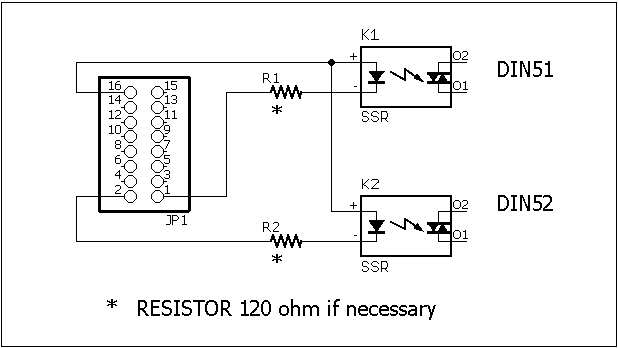 K1
+
O2
DIN51
R1
-
O1
*
SSR
16 15
14 13
12 11
10 9
8 7
6 5
4 3
2 1
JP1
K2
+
O2
DIN52
R2
-
O1
*
SSR
* RESISTOR 120 ohm if necessary